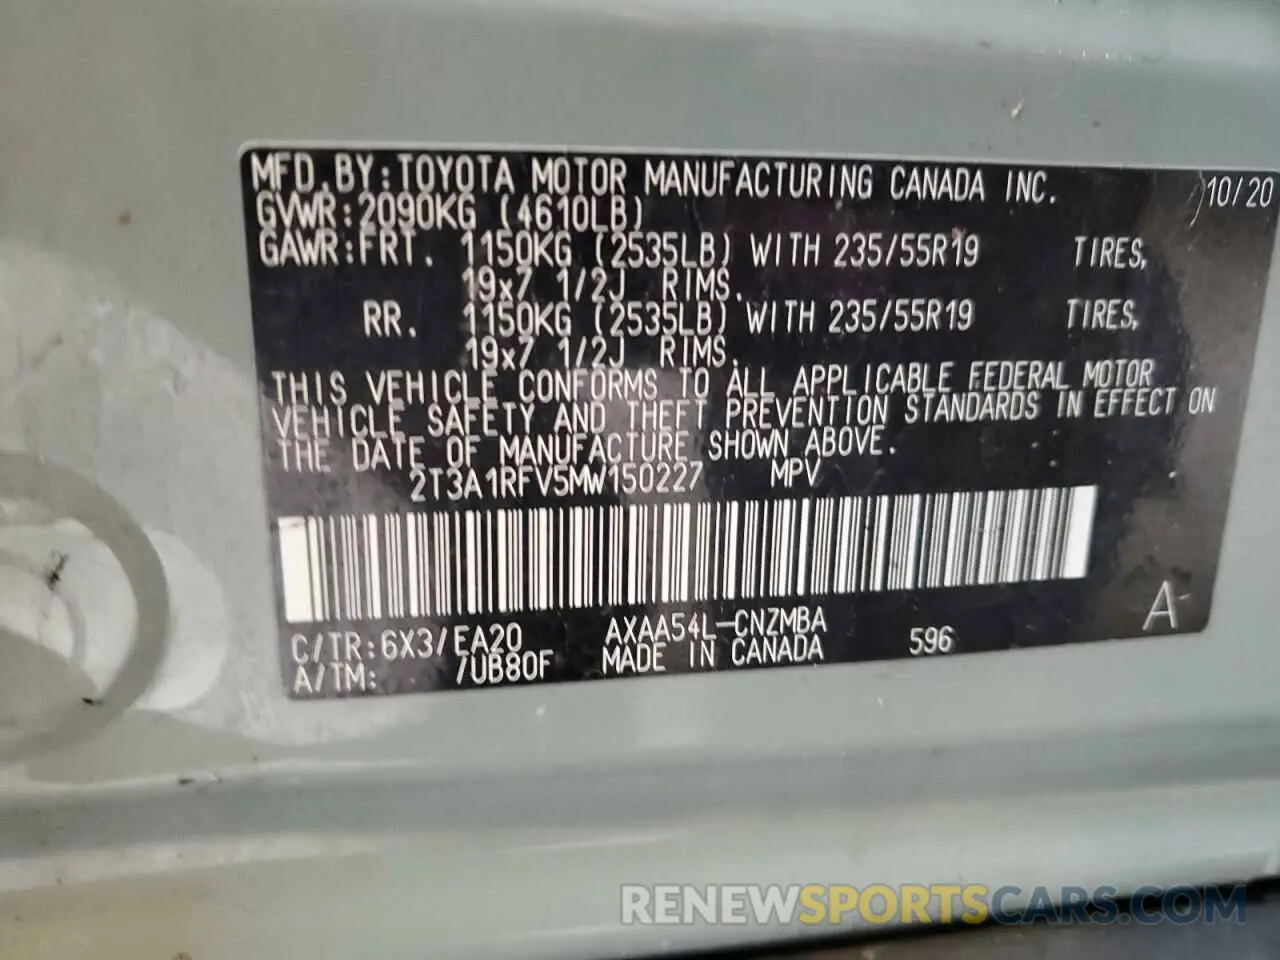 MFD.BY:TOYOTA MOTOR MANUFACTURING CANADA INC. 10/20
GVWR:2090KG (4610LB)
GAWR:FRT. 1150KG (2535LB) WITH 235/55R19 TIRES,
19x7 1/2J RIMS.
RR. 1150KG (2535LB) WITH 235/55R19 TIRES,
19x7 1/2J RIMS.
THIS VEHICLE CONFORMS TO ALL APPLICABLE FEDERAL MOTOR
VEHICLE SAFETY AND THEFT PREVENTION STANDARDS IN EFFECT ON
THE DATE OF MANUFACTURE SHOWN ABOVE.
2T3A1RFV5MW150227 MPV
C/TR:6X3/EA20 AXAA54L-CNZMBA A
A/TM: /UB80F MADE IN CANADA 596
RENEWSPORTSCARS.COM